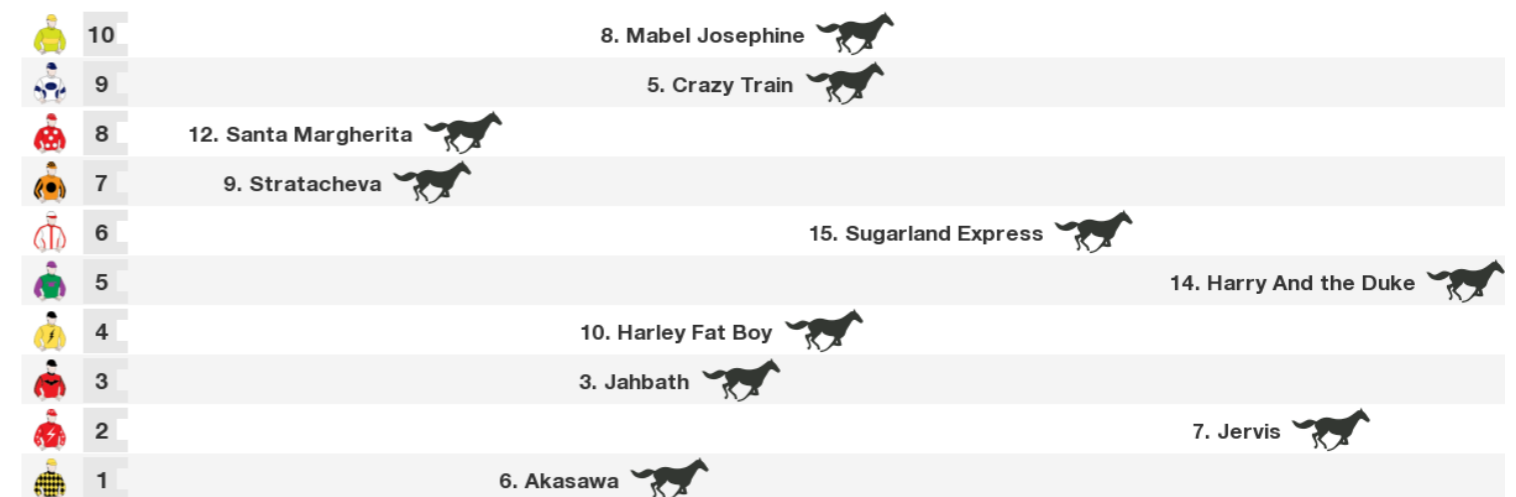 10 8. Mabel Josephine
9 5. Crazy Train
8 12. Santa Margherita
7 9. Stratacheva
6 15. Sugarland Express
5 14. Harry And the Duke
4 10. Harley Fat Boy
3 3. Jahbath
2 7. Jervis
1 6. Akasawa